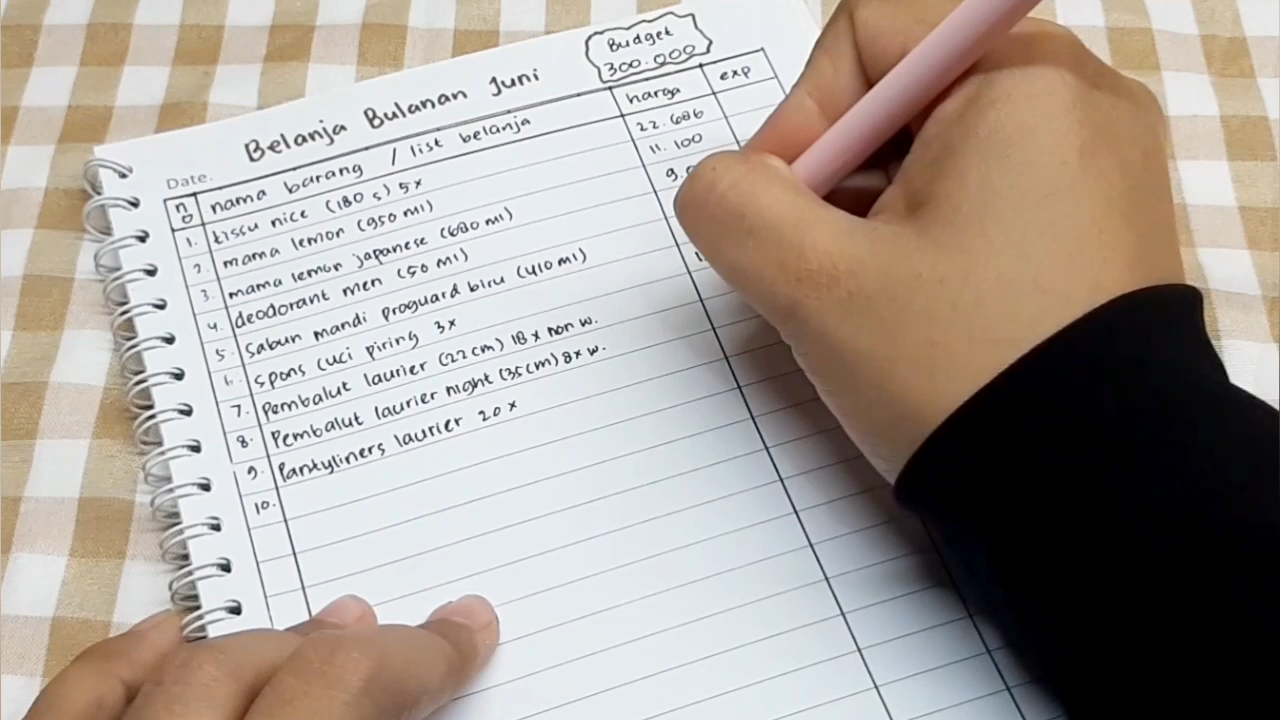 Budget
300.000
Belanja Bulanan Juni
Date.
no nama barang / list belanja harga exp
1. tissu nice (180 s) 5x 22.686
2. mama lemon (950 ml) 11.100
3. mama lemon japanese (680 ml)
4. deodorant men (50 ml)
5. sabun mandi proguard biru (410 ml)
6. spons cuci piring 3x
7. Pembalut laurier (22 cm) 18 x non w.
8. Pembalut laurier night (35 cm) 8x w.
9. Pantyliners laurier 20 x
10.